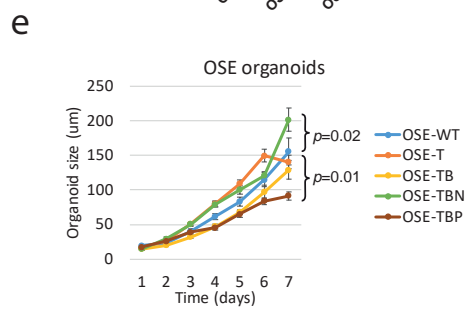 e
OSE organoids
Organoid size (um)
250
200
150
100
50
0
1 2 3 4 5 6 7
Time (days)
p=0.02
p=0.01
OSE-WT
OSE-T
OSE-TB
OSE-TBN
OSE-TBP